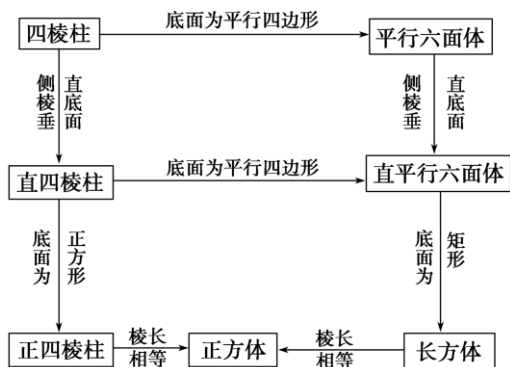 四棱柱
底面为平行四边形
平行六面体
侧棱垂
直底面
侧棱垂
直底面
直四棱柱
底面为平行四边形
直平行六面体
底面为
正方形
底面为
矩形
正四棱柱
棱长
相等
正方体
棱长
相等
长方体